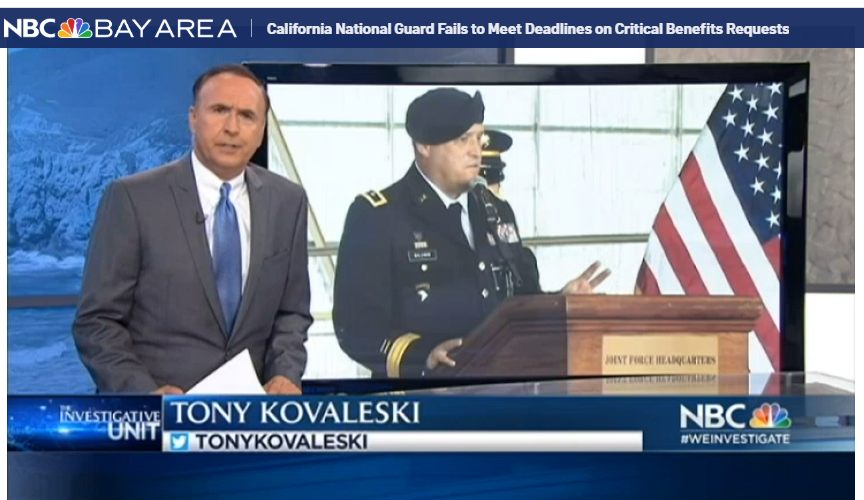 NBC BAY AREA | California National Guard Fails to Meet Deadlines on Critical Benefits Requests
BALDWIN
JOINT FORCE HEADQUARTERS
THE INVESTIGATIVE UNIT
TONY KOVALESKI
TONYKOVALESKI
NBC
#WEINVESTIGATE